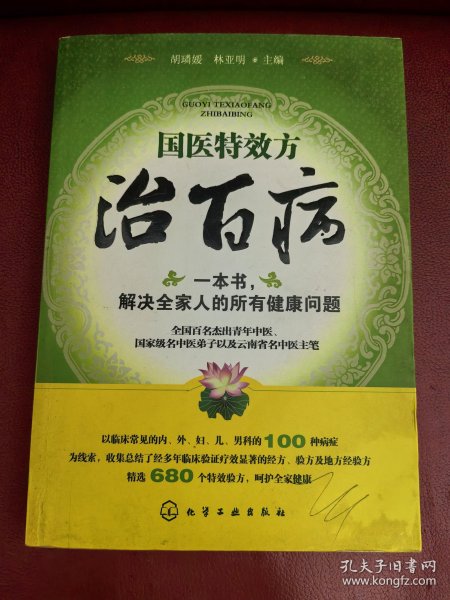 胡璘媛 林亚明 • 主编
GUOYI TEXIAOFANG
ZHIBAIBING
国医特效方
治百病
一本书，
解决全家人的所有健康问题
全国百名杰出青年中医、
国家级名中医弟子以及云南省名中医主笔
以临床常见的内、外、妇、儿、男科的100种病症
为线索，收集总结了经多年临床验证疗效显著的经方、验方及地方经验方
精选680个特效验方，呵护全家健康
化学工业出版社
孔夫子旧书网
www.kongfz.com